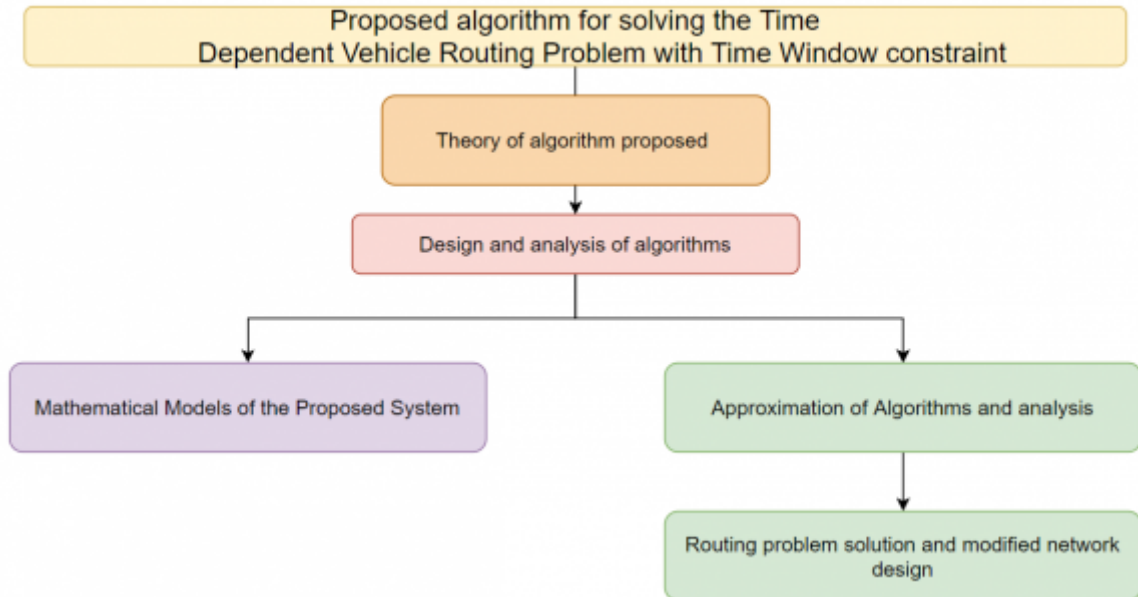 Proposed algorithm for solving the Time
Dependent Vehicle Routing Problem with Time Window constraint
Theory of algorithm proposed
Design and analysis of algorithms
Mathematical Models of the Proposed System
Approximation of Algorithms and analysis
Routing problem solution and modified network
design